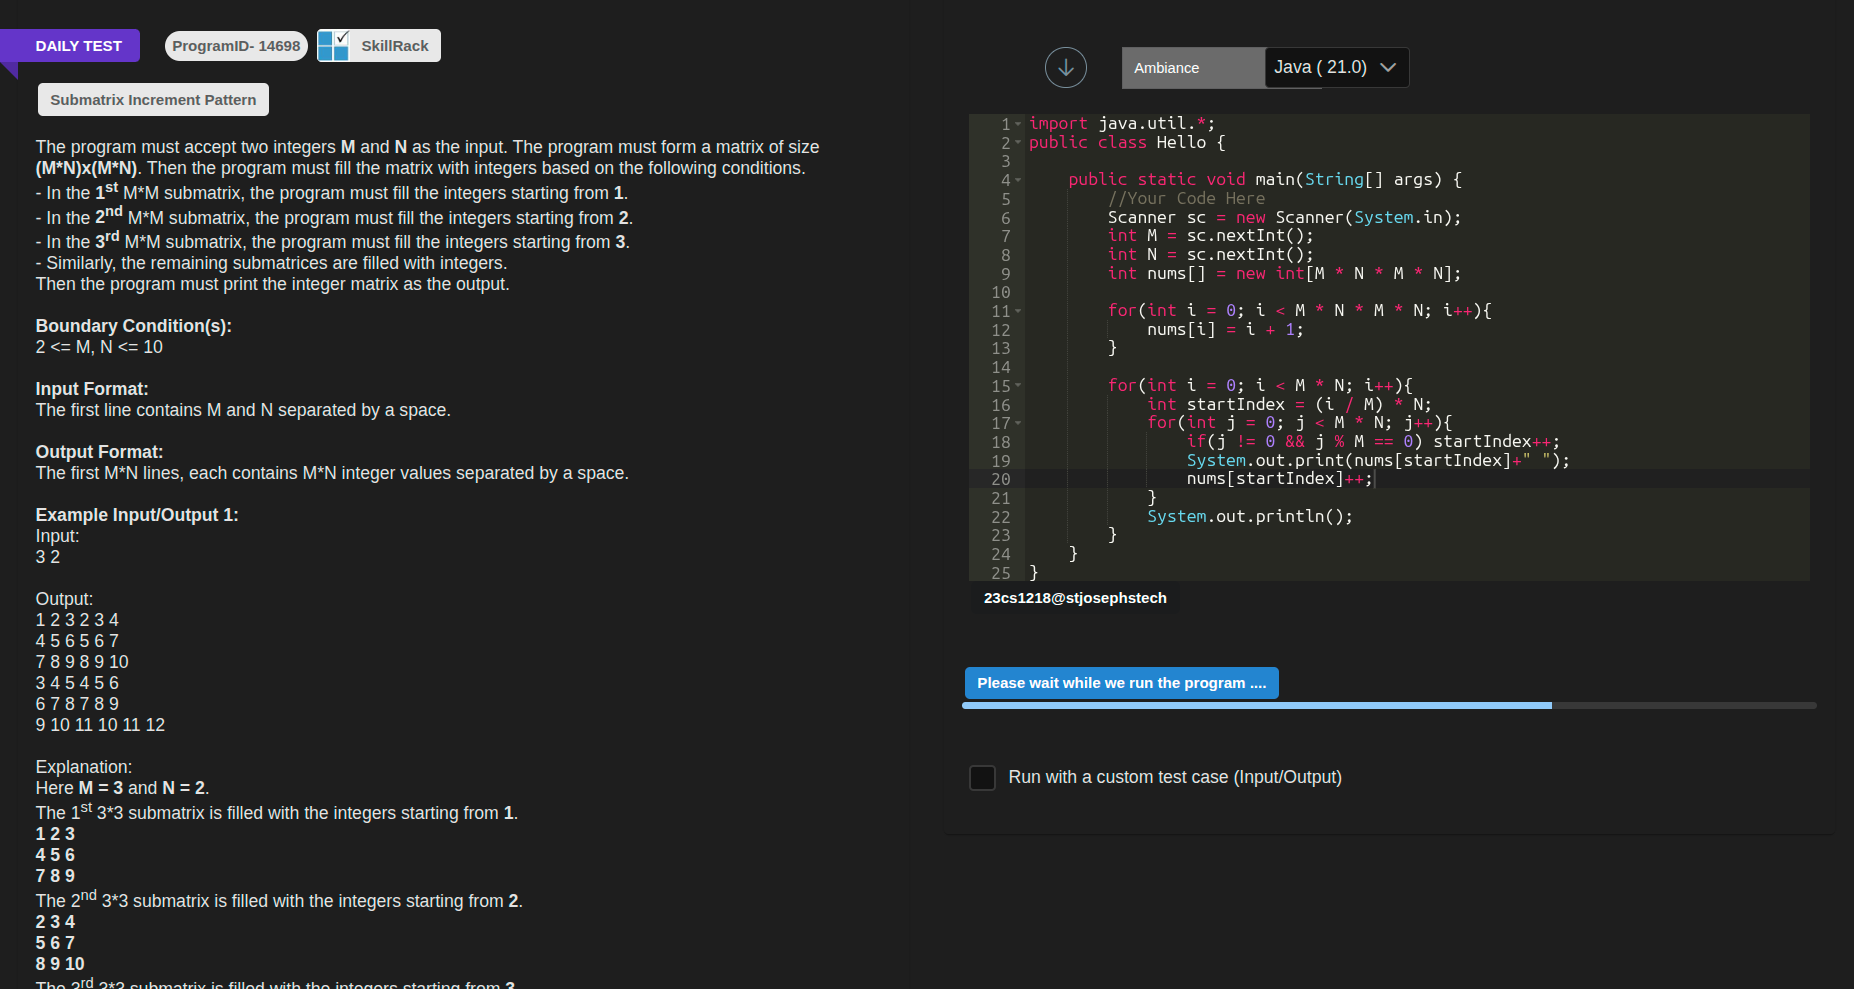 DAILY TEST
ProgramID- 14698
SkillRack
Submatrix Increment Pattern
The program must accept two integers M and N as the input. The program must form a matrix of size
(M*N)x(M*N). Then the program must fill the matrix with integers based on the following conditions.
- In the 1st M*M submatrix, the program must fill the integers starting from 1.
- In the 2nd M*M submatrix, the program must fill the integers starting from 2.
- In the 3rd M*M submatrix, the program must fill the integers starting from 3.
- Similarly, the remaining submatrices are filled with integers.
Then the program must print the integer matrix as the output.
Boundary Condition(s):
2 <= M, N <= 10
Input Format:
The first line contains M and N separated by a space.
Output Format:
The first M*N lines, each contains M*N integer values separated by a space.
Example Input/Output 1:
Input:
3 2
Output:
1 2 3 2 3 4
4 5 6 5 6 7
7 8 9 8 9 10
3 4 5 4 5 6
6 7 8 7 8 9
9 10 11 10 11 12
Explanation:
Here M = 3 and N = 2.
The 1st 3*3 submatrix is filled with the integers starting from 1.
1 2 3
4 5 6
7 8 9
The 2nd 3*3 submatrix is filled with the integers starting from 2.
2 3 4
5 6 7
8 9 10
The 3rd 3*3 submatrix is filled with the integers starting from 3
Ambiance
Java ( 21.0)
1 import java.util.*;
2 public class Hello {
3
4 public static void main(String[] args) {
5 //Your Code Here
6 Scanner sc = new Scanner(System.in);
7 int M = sc.nextInt();
8 int N = sc.nextInt();
9 int nums[] = new int[M * N * M * N];
10
11 for(int i = 0; i < M * N * M * N; i++){
12 nums[i] = i + 1;
13 }
14
15 for(int i = 0; i < M * N; i++){
16 int startIndex = (i / M) * N;
17 for(int j = 0; j < M * N; j++){
18 if(j != 0 && j % M == 0) startIndex++;
19 System.out.print(nums[startIndex]+" ");
20 nums[startIndex]++;
21 }
22 System.out.println();
23 }
24 }
25 }
23cs1218@stjosephstech
Please wait while we run the program ....
Run with a custom test case (Input/Output)